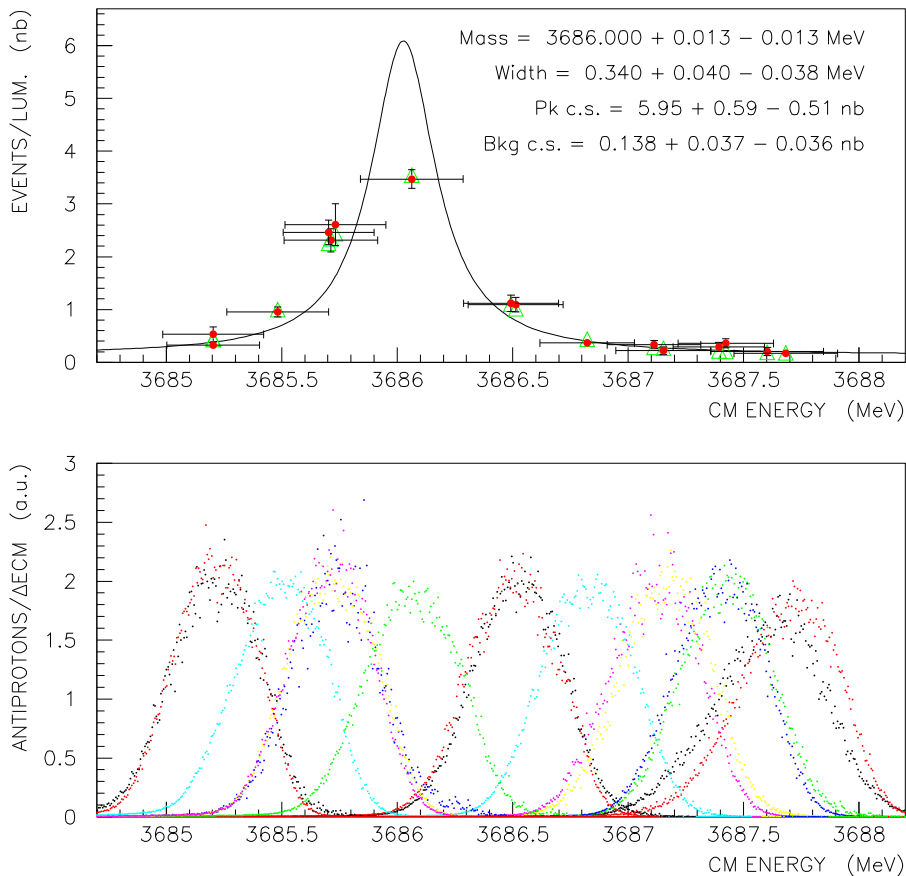 EVENTS/LUM. (nb)
6
5
4
3
2
1
0
Mass = 3686.000 + 0.013 − 0.013 MeV
Width = 0.340 + 0.040 − 0.038 MeV
Pk c.s. = 5.95 + 0.59 − 0.51 nb
Bkg c.s. = 0.138 + 0.037 − 0.036 nb
3685 3685.5 3686 3686.5 3687 3687.5 3688
CM ENERGY (MeV)
ANTIPROTONS/ΔECM (a.u.)
3
2.5
2
1.5
1
0.5
0
3685 3685.5 3686 3686.5 3687 3687.5 3688
CM ENERGY (MeV)